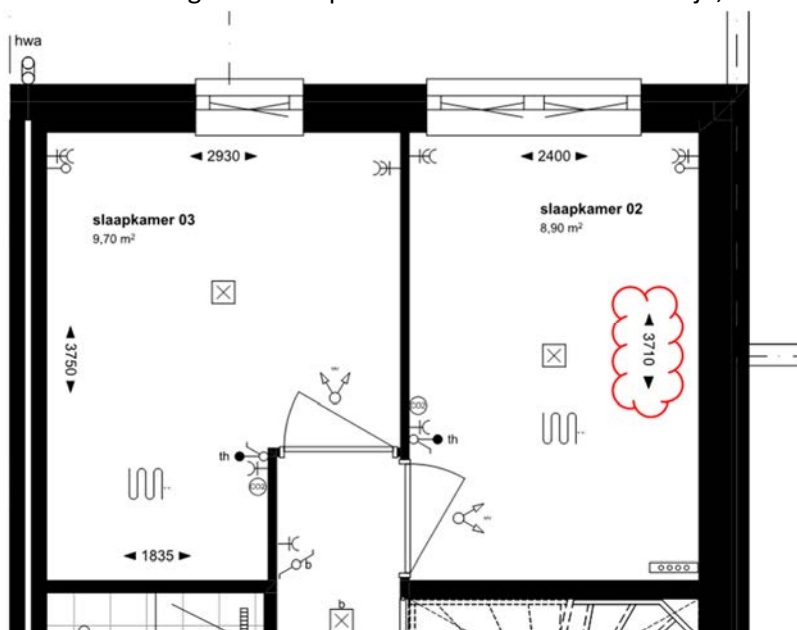 hwa
2930
2400
slaapkamer 03
9,70 m²
slaapkamer 02
8,90 m²
3750
3710
CO2
th
th
CO2
1835
b
b